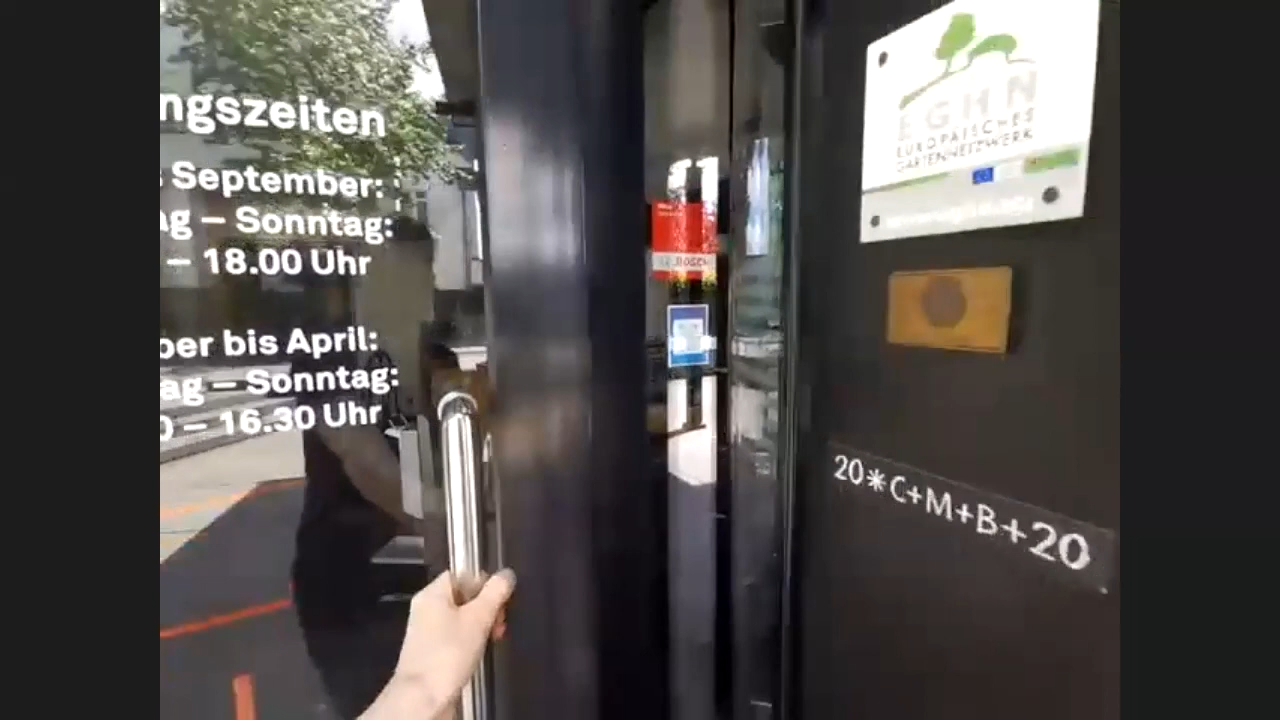 ngszeiten
September:
ag – Sonntag:
– 18.00 Uhr
ber bis April:
ag – Sonntag:
0 – 16.30 Uhr
EGHN
EUROPÄISCHES
GARTENNETZWERK
20*C+M+B+20